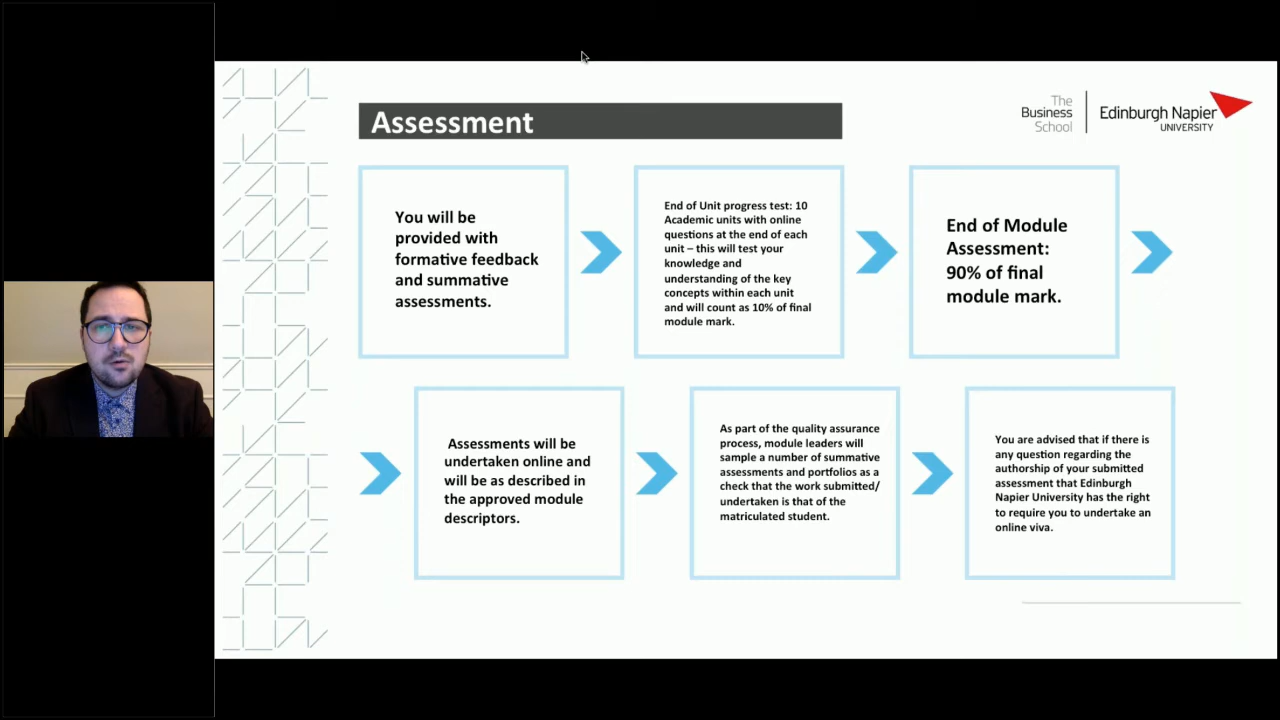 Assessment
The
Business
School
Edinburgh Napier
UNIVERSITY
You will be
provided with
formative feedback
and summative
assessments.
End of Unit progress test: 10
Academic units with online
questions at the end of each
unit – this will test your
knowledge and
understanding of the key
concepts within each unit
and will count as 10% of final
module mark.
End of Module
Assessment:
90% of final
module mark.
Assessments will be
undertaken online and
will be as described in
the approved module
descriptors.
As part of the quality assurance
process, module leaders will
sample a number of summative
assessments and portfolios as a
check that the work submitted/
undertaken is that of the
matriculated student.
You are advised that if there is
any question regarding the
authorship of your submitted
assessment that Edinburgh
Napier University has the right
to require you to undertake an
online viva.